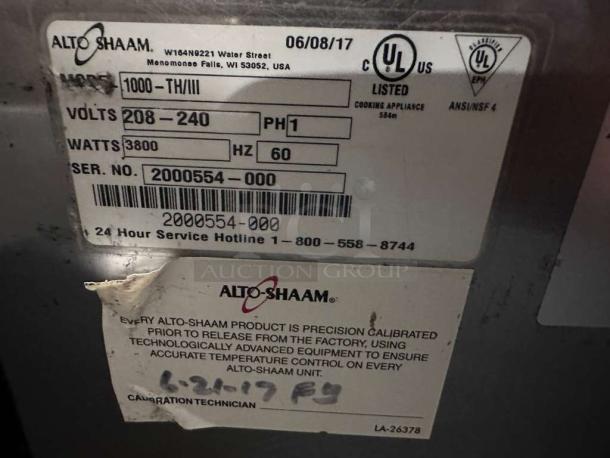 ALTO SHAAM®
W164N9221 Water Street
Menomonee Falls, WI 53052, USA
06/08/17
C UL US
LISTED
COOKING APPLIANCE
584m
CLASSIFIED
UL
EPH
ANSI/NSF 4
MODEL 1000-TH/III
VOLTS 208-240 PH 1
WATTS 3800 HZ 60
SER. NO. 2000554-000
2000554-000
24 Hour Service Hotline 1-800-558-8744
AUCTION GROUP
ALTO-SHAAM®
EVERY ALTO-SHAAM PRODUCT IS PRECISION CALIBRATED
PRIOR TO RELEASE FROM THE FACTORY, USING
TECHNOLOGICALLY ADVANCED EQUIPMENT TO ENSURE
ACCURATE TEMPERATURE CONTROL ON EVERY
ALTO-SHAAM UNIT.
6-21-17
CALIBRATION TECHNICIAN
LA-26378